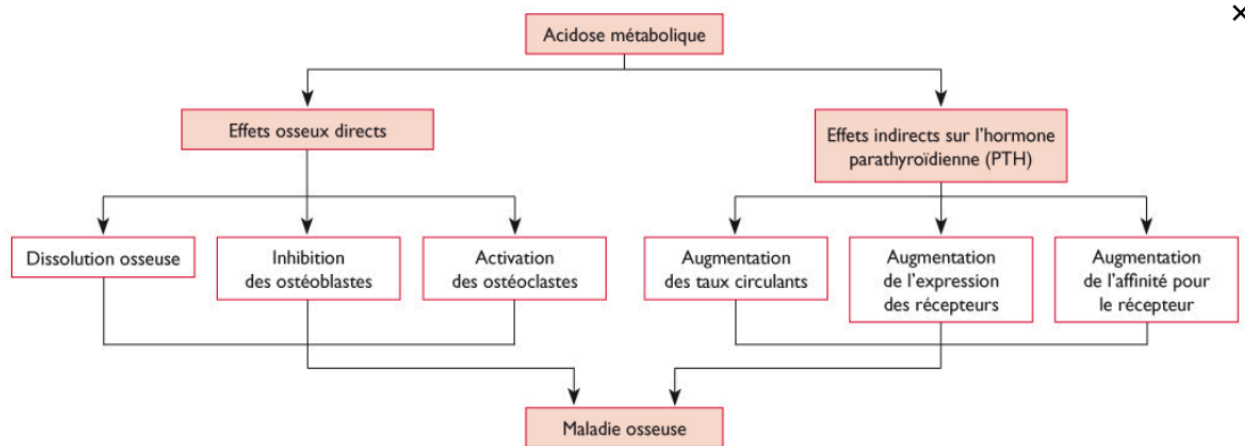 Acidose métabolique
Effets osseux directs
Effets indirects sur l'hormone
parathyroïdienne (PTH)
Dissolution osseuse
Inhibition
des ostéoblastes
Activation
des ostéoclastes
Augmentation
des taux circulants
Augmentation
de l'expression
des récepteurs
Augmentation
de l'affinité pour
le récepteur
Maladie osseuse